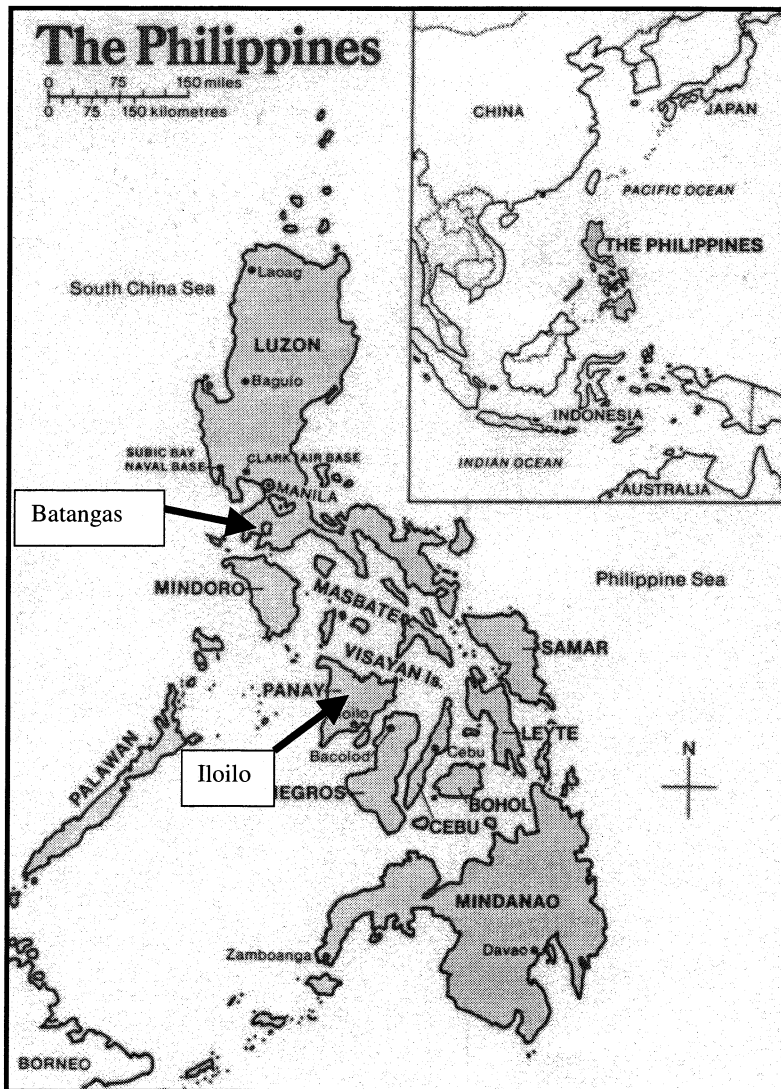 The Philippines
0 75 150 miles
0 75 150 kilometres
CHINA
JAPAN
PACIFIC OCEAN
THE PHILIPPINES
INDONESIA
INDIAN OCEAN
AUSTRALIA
South China Sea
Laoag
LUZON
Baguio
SUBIC BAY
NAVAL BASE
CLARK AIR BASE
MANILA
Batangas
MINDORO
MASBATE
Philippine Sea
VISAYAN Is.
SAMAR
PANAY
LEYTE
PALAWAN
Iloilo
Bacolod
Cebu
N
BOHOL
CEBU
MINDANAO
Zamboanga
Davao
BORNEO